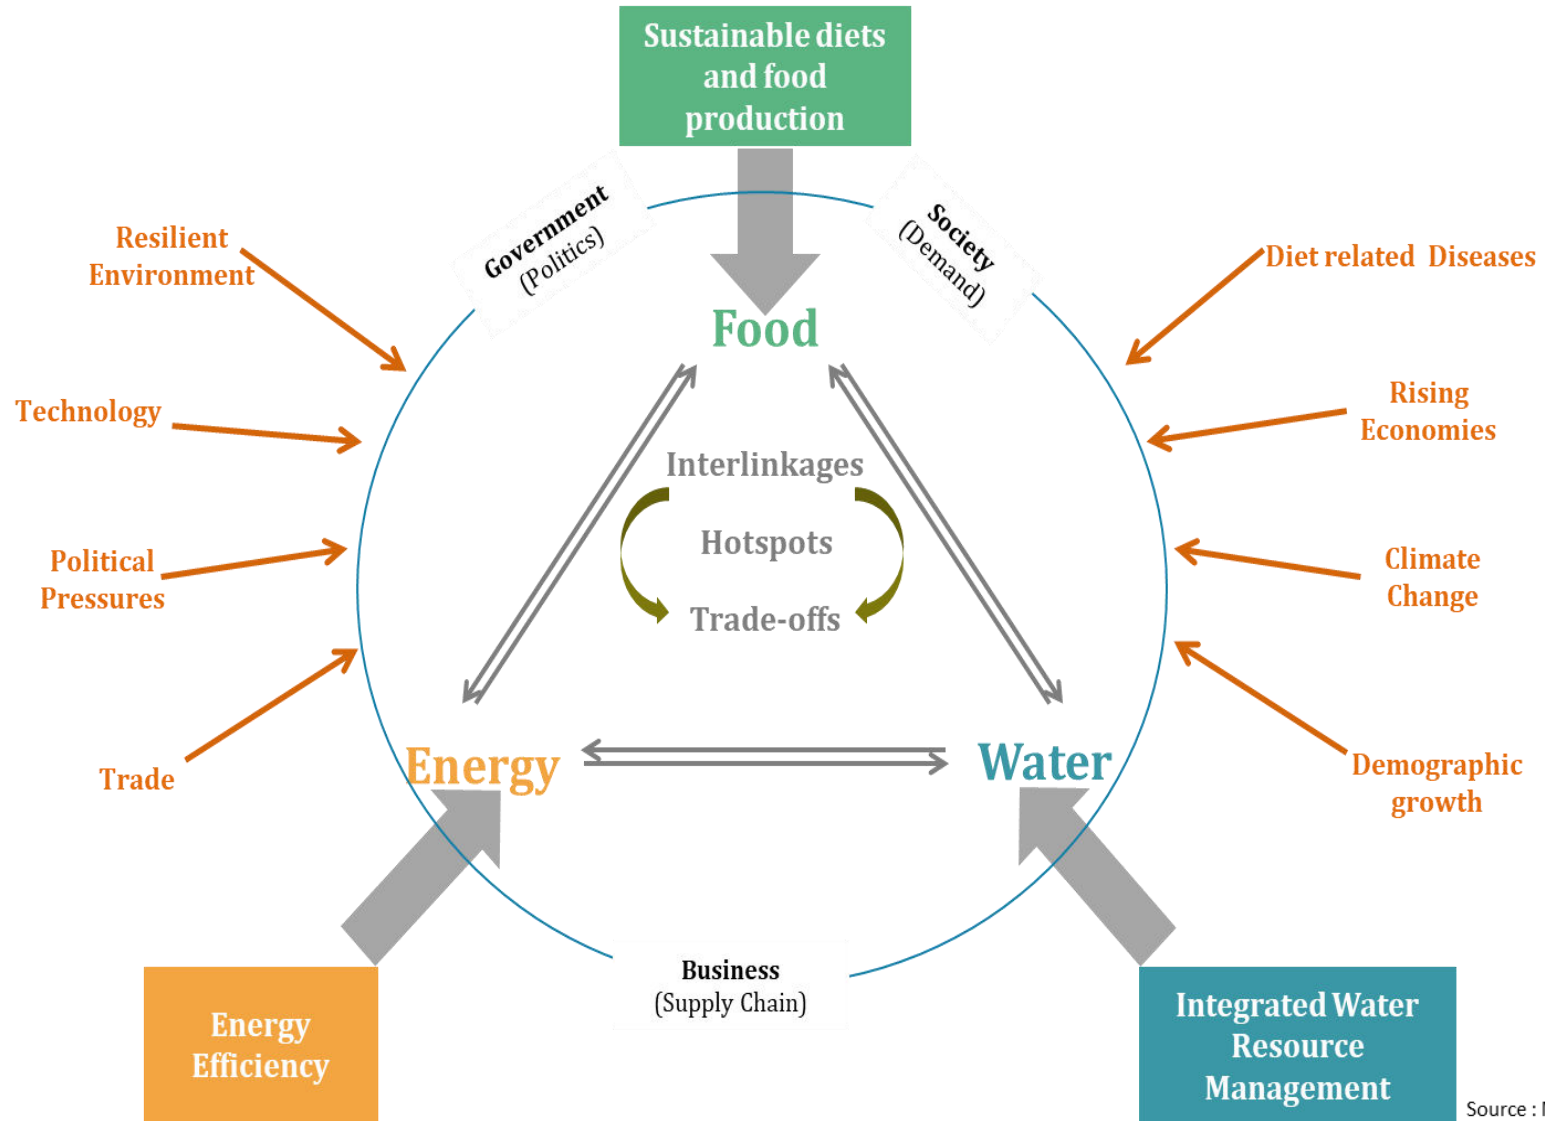 Sustainable diets
and food
production
Government
(Politics)
Society
(Demand)
Resilient
Environment
Diet related Diseases
Food
Technology
Rising
Economies
Interlinkages
Hotspots
Trade-offs
Political
Pressures
Climate
Change
Trade
Energy
Water
Demographic
growth
Business
(Supply Chain)
Energy
Efficiency
Integrated Water
Resource
Management
Source :